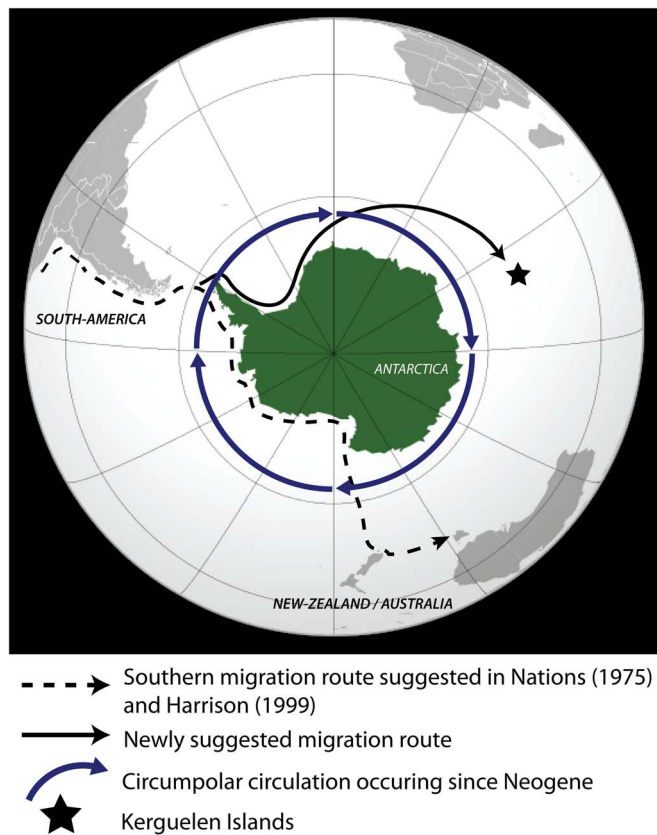 SOUTH-AMERICA
ANTARCTICA
NEW-ZEALAND / AUSTRALIA
Southern migration route suggested in Nations (1975)
and Harrison (1999)
Newly suggested migration route
Circumpolar circulation occuring since Neogene
Kerguelen Islands